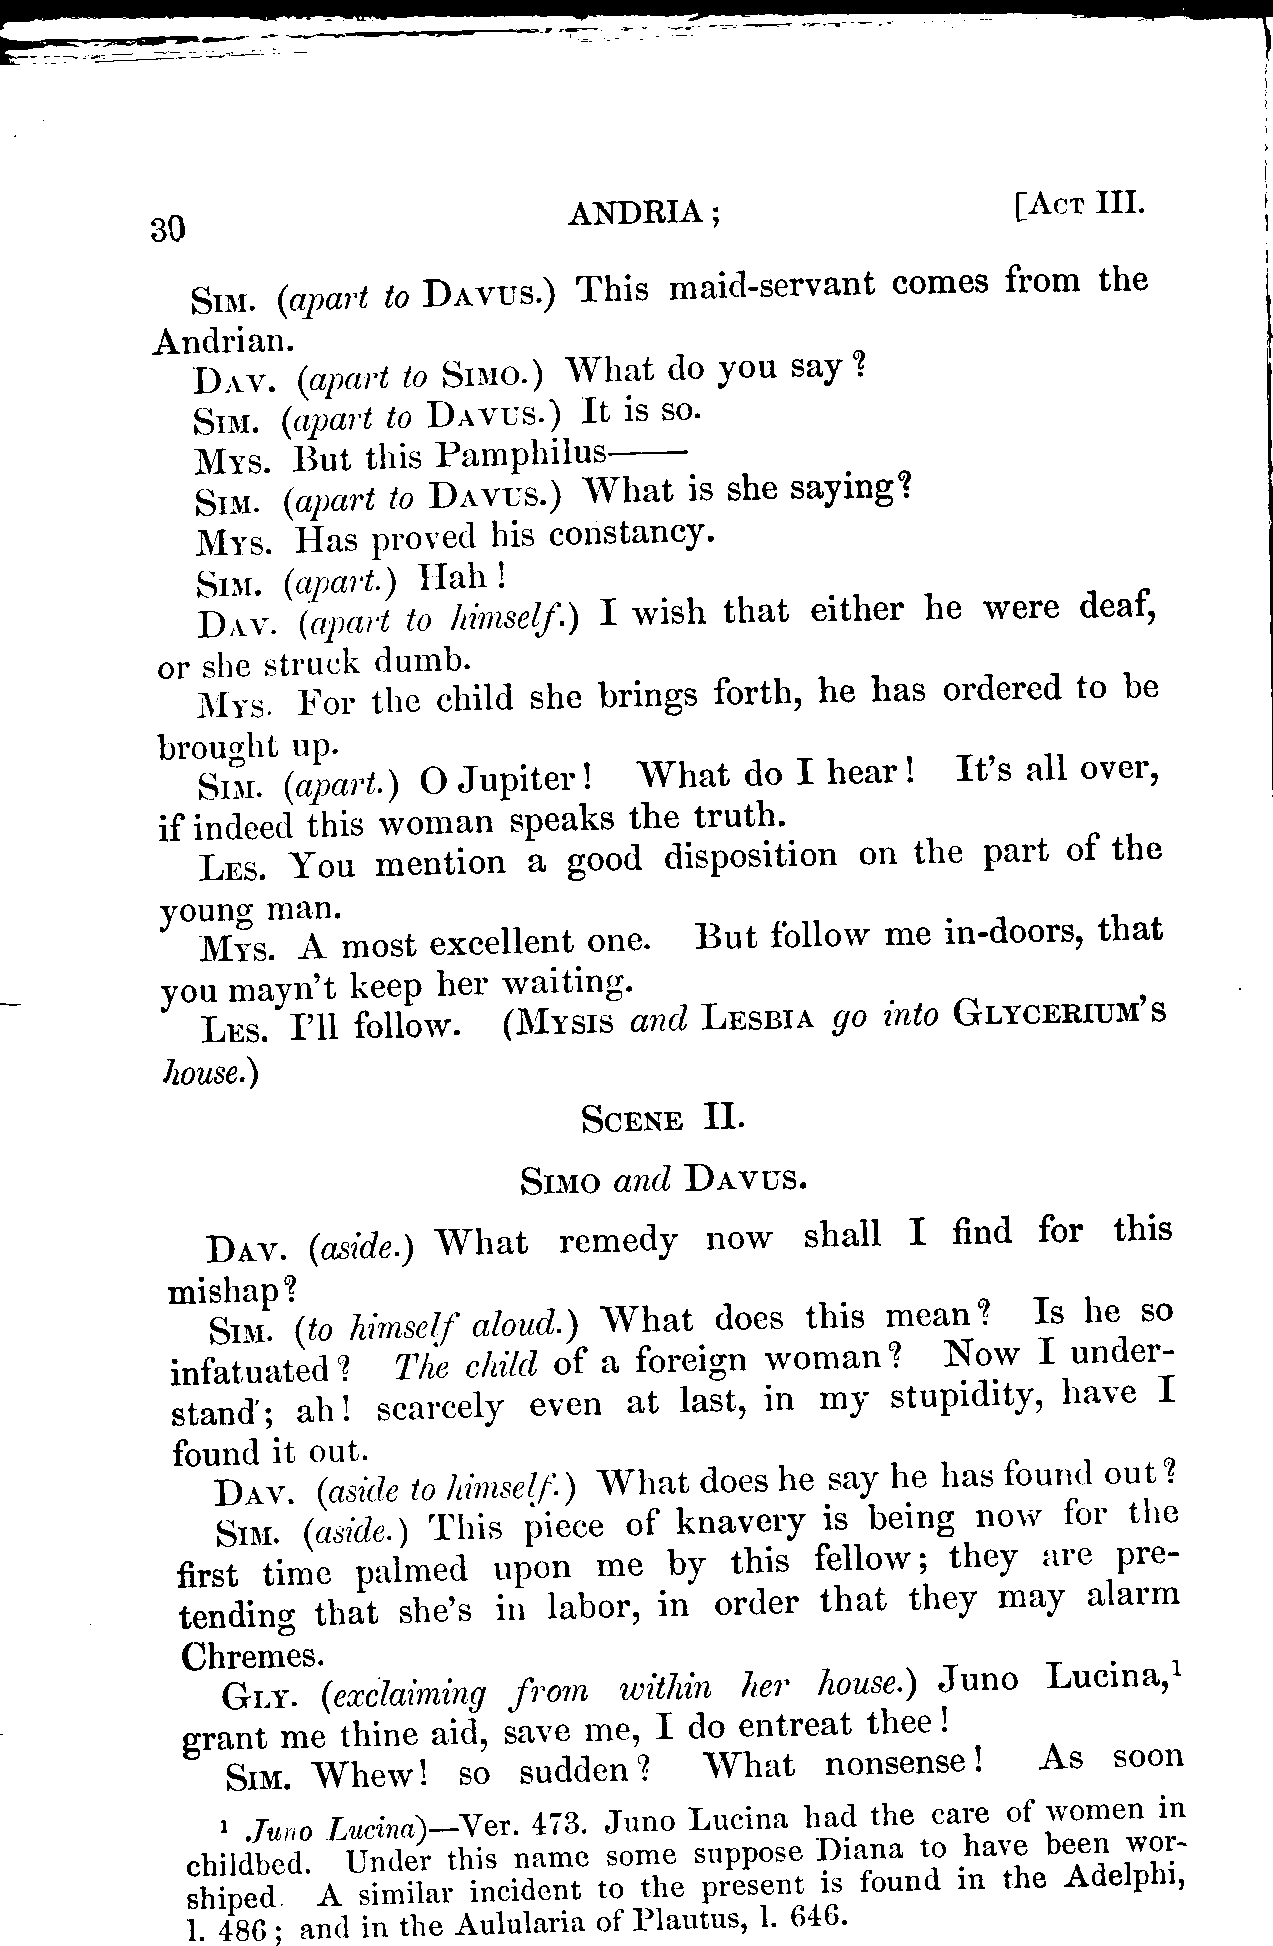 30 ANDRIA; [ACT III.
SIM. (apart to DAVUS.) This maid-servant comes from the
Andrian.
DAV. (apart to SIMO.) What do you say?
SIM. (apart to DAVUS.) It is so.
MYS. But this Pamphilus——
SIM. (apart to DAVUS.) What is she saying?
MYS. Has proved his constancy.
SIM. (apart.) Hah!
DAV. (apart to himself.) I wish that either he were deaf,
or she struck dumb.
MYS. For the child she brings forth, he has ordered to be
brought up.
SIM. (apart.) O Jupiter! What do I hear! It's all over,
if indeed this woman speaks the truth.
LES. You mention a good disposition on the part of the
young man.
MYS. A most excellent one. But follow me in-doors, that
you mayn't keep her waiting.
LES. I'll follow. (MYSIS and LESBIA go into GLYCERIUM'S
house.)
SCENE II.
SIMO and DAVUS.
DAV. (aside.) What remedy now shall I find for this
mishap?
SIM. (to himself aloud.) What does this mean? Is he so
infatuated? The child of a foreign woman? Now I under-
stand; ah! scarcely even at last, in my stupidity, have I
found it out.
DAV. (aside to himself.) What does he say he has found out?
SIM. (aside.) This piece of knavery is being now for the
first time palmed upon me by this fellow; they are pre-
tending that she's in labor, in order that they may alarm
Chremes.
GLY. (exclaiming from within her house.) Juno Lucina,¹
grant me thine aid, save me, I do entreat thee!
SIM. Whew! so sudden? What nonsense! As soon
¹ Juno Lucina)—Ver. 473. Juno Lucina had the care of women in
childbed. Under this name some suppose Diana to have been wor-
shiped. A similar incident to the present is found in the Adelphi,
l. 486; and in the Aulularia of Plautus, l. 646.